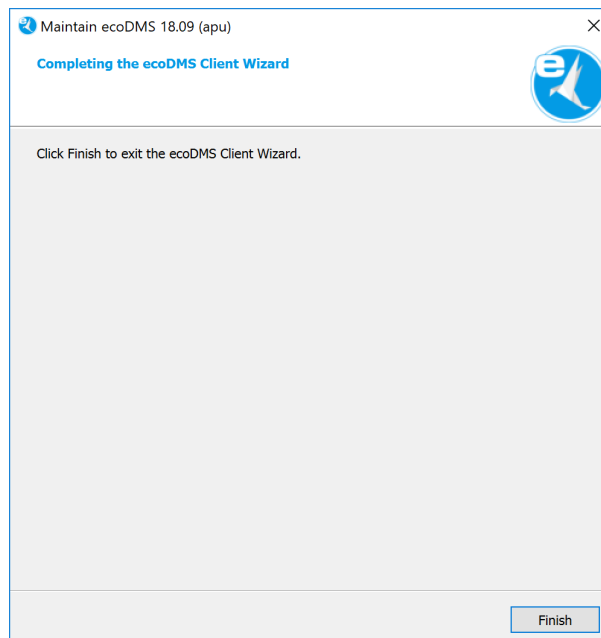 Maintain ecoDMS 18.09 (apu)
Completing the ecoDMS Client Wizard
e
Click Finish to exit the ecoDMS Client Wizard.
Finish